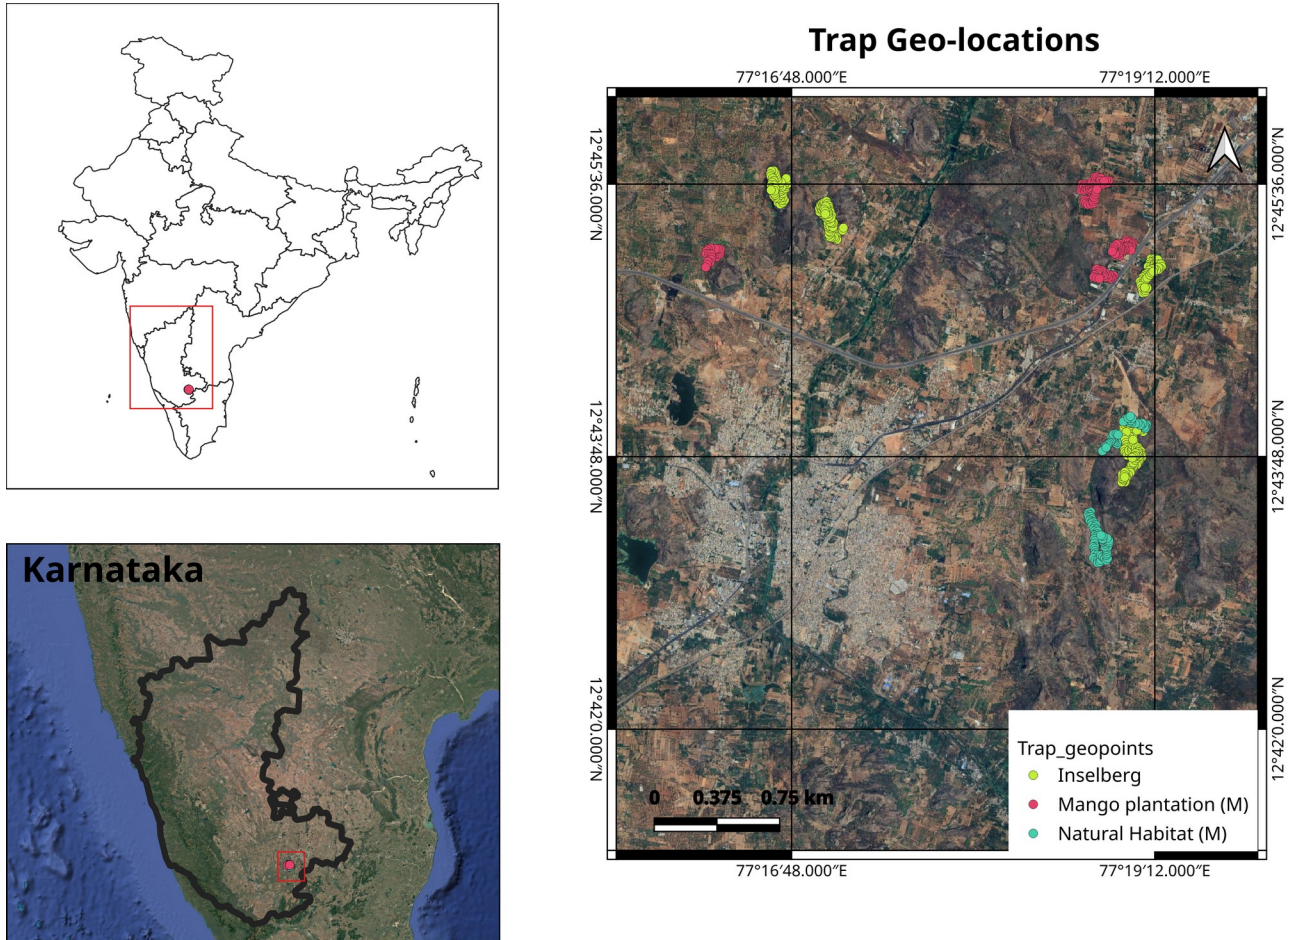 Trap Geo-locations
77°16′48.000″E 77°19′12.000″E
12°45′36.000″N
12°45′36.000″N
12°43′48.000″N
12°43′48.000″N
12°42′0.000″N
12°42′0.000″N
Karnataka
Trap_geopoints
Inselberg
Mango plantation (M)
Natural Habitat (M)
0 0.375 0.75 km
77°16′48.000″E 77°19′12.000″E